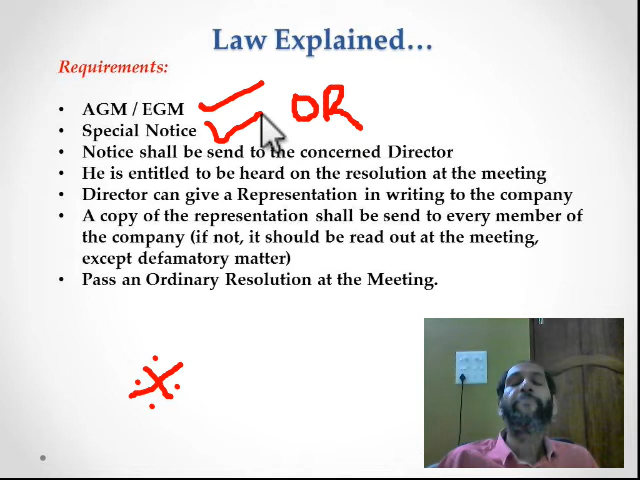 Law Explained…
Requirements:
• AGM / EGM
OR
• Special Notice
• Notice shall be send to the concerned Director
• He is entitled to be heard on the resolution at the meeting
• Director can give a Representation in writing to the company
• A copy of the representation shall be send to every member of
the company (if not, it should be read out at the meeting,
except defamatory matter)
• Pass an Ordinary Resolution at the Meeting.